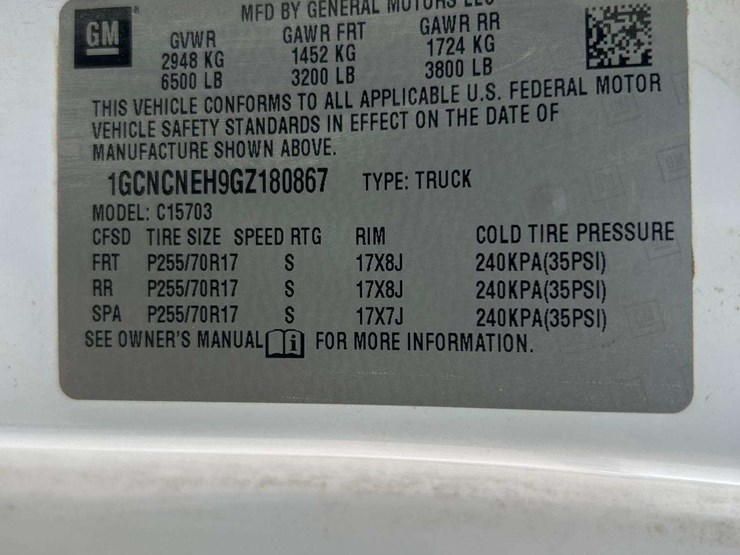 MFD BY GENERAL MOTORS LLC
GM
GVWR GAWR FRT GAWR RR
2948 KG 1452 KG 1724 KG
6500 LB 3200 LB 3800 LB
THIS VEHICLE CONFORMS TO ALL APPLICABLE U.S. FEDERAL MOTOR
VEHICLE SAFETY STANDARDS IN EFFECT ON THE DATE OF
MANUFACTURE SHOWN ABOVE.
1GCNCNEH9GZ180867 TYPE: TRUCK
MODEL: C15703
CFSD TIRE SIZE SPEED RTG RIM COLD TIRE PRESSURE
FRT P255/70R17 S 17X8J 240KPA(35PSI)
RR P255/70R17 S 17X8J 240KPA(35PSI)
SPA P255/70R17 S 17X7J 240KPA(35PSI)
SEE OWNER'S MANUAL i FOR MORE INFORMATION.